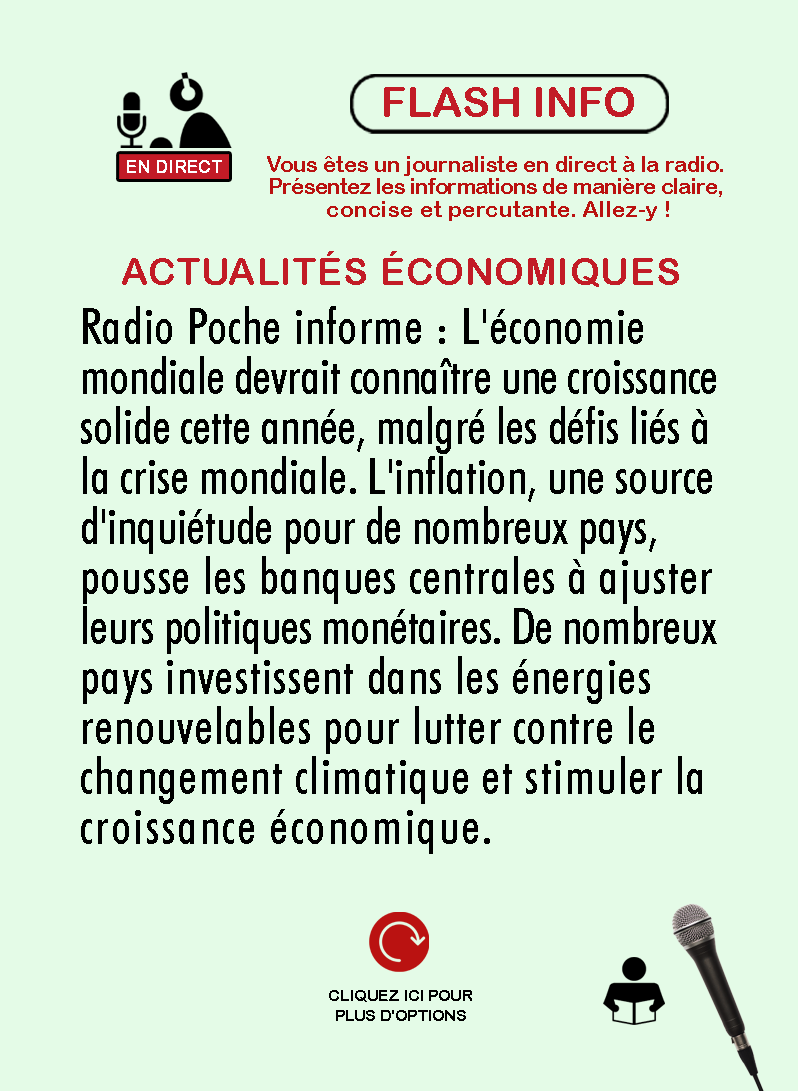 FLASH INFO
EN DIRECT
Vous êtes un journaliste en direct à la radio.
Présentez les informations de manière claire,
concise et percutante. Allez-y !
ACTUALITÉS ÉCONOMIQUES
Radio Poche informe : L'économie
mondiale devrait connaître une croissance
solide cette année, malgré les défis liés à
la crise mondiale. L'inflation, une source
d'inquiétude pour de nombreux pays,
pousse les banques centrales à ajuster
leurs politiques monétaires. De nombreux
pays investissent dans les énergies
renouvelables pour lutter contre le
changement climatique et stimuler la
croissance économique.
CLIQUEZ ICI POUR
PLUS D'OPTIONS